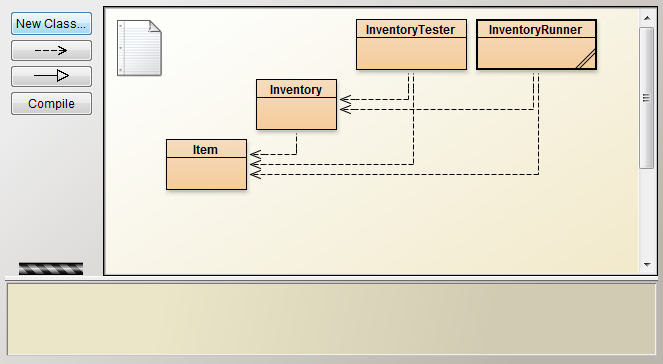 New Class...
Compile
InventoryTester
InventoryRunner
Inventory
Item